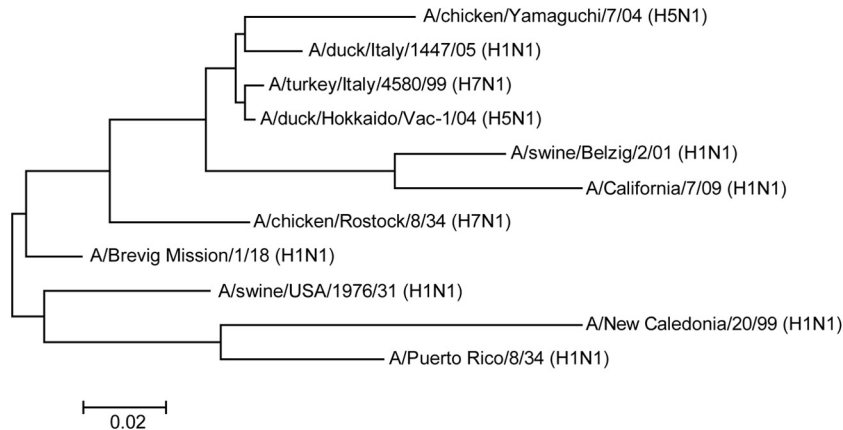 A/chicken/Yamaguchi/7/04 (H5N1)
A/duck/Italy/1447/05 (H1N1)
A/turkey/Italy/4580/99 (H7N1)
A/duck/Hokkaido/Vac-1/04 (H5N1)
A/swine/Belzig/2/01 (H1N1)
A/California/7/09 (H1N1)
A/chicken/Rostock/8/34 (H7N1)
A/Brevig Mission/1/18 (H1N1)
A/swine/USA/1976/31 (H1N1)
A/New Caledonia/20/99 (H1N1)
A/Puerto Rico/8/34 (H1N1)
0.02